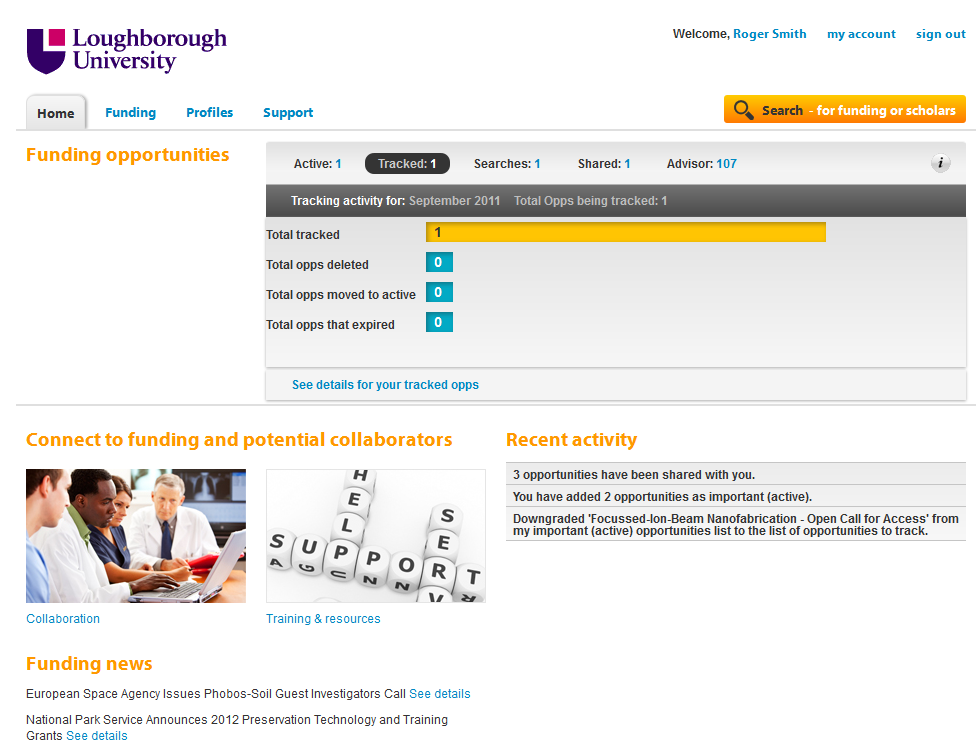 Loughborough
University
Welcome, Roger Smith my account sign out
Home Funding Profiles Support
Search - for funding or scholars
Funding opportunities
Active: 1 Tracked: 1 Searches: 1 Shared: 1 Advisor: 107 i
Tracking activity for: September 2011 Total Opps being tracked: 1
Total tracked 1
Total opps deleted 0
Total opps moved to active 0
Total opps that expired 0
See details for your tracked opps
Connect to funding and potential collaborators
HELP
SUPPORT
SER
Collaboration
Training & resources
Recent activity
3 opportunities have been shared with you.
You have added 2 opportunities as important (active).
Downgraded 'Focussed-Ion-Beam Nanofabrication - Open Call for Access' from
my important (active) opportunities list to the list of opportunities to track.
Funding news
European Space Agency Issues Phobos-Soil Guest Investigators Call See details
National Park Service Announces 2012 Preservation Technology and Training
Grants See details